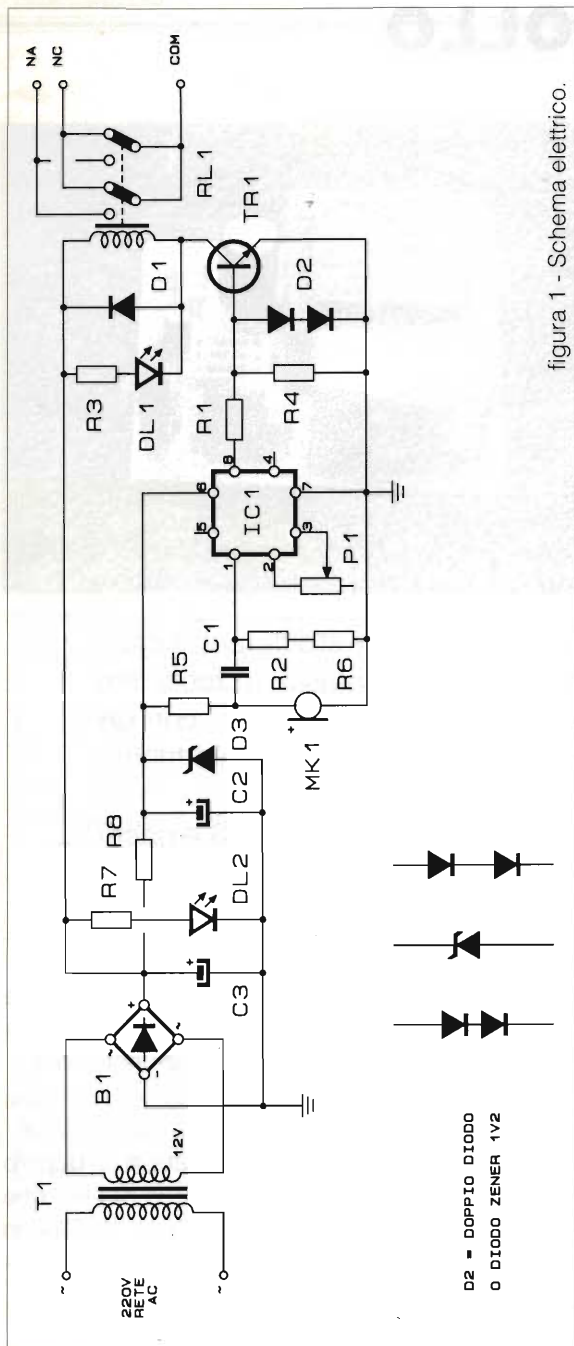 OLLO
NA
NC
COM
RL1
TR1
D1
D2
R3
DL1
R1
R4
8
4
6
IC1
7
5
3
1
2
P1
C1
R5
R2
R6
D3
MK1
+
C2
+
R8
R7
DL2
+
C3
B1
+
-
~
~
12V
T1
~
~
220V
RETE
AC
D2 = DOPPIO DIODO
O DIODO ZENER 1V2
figura 1 - Schema elettrico.